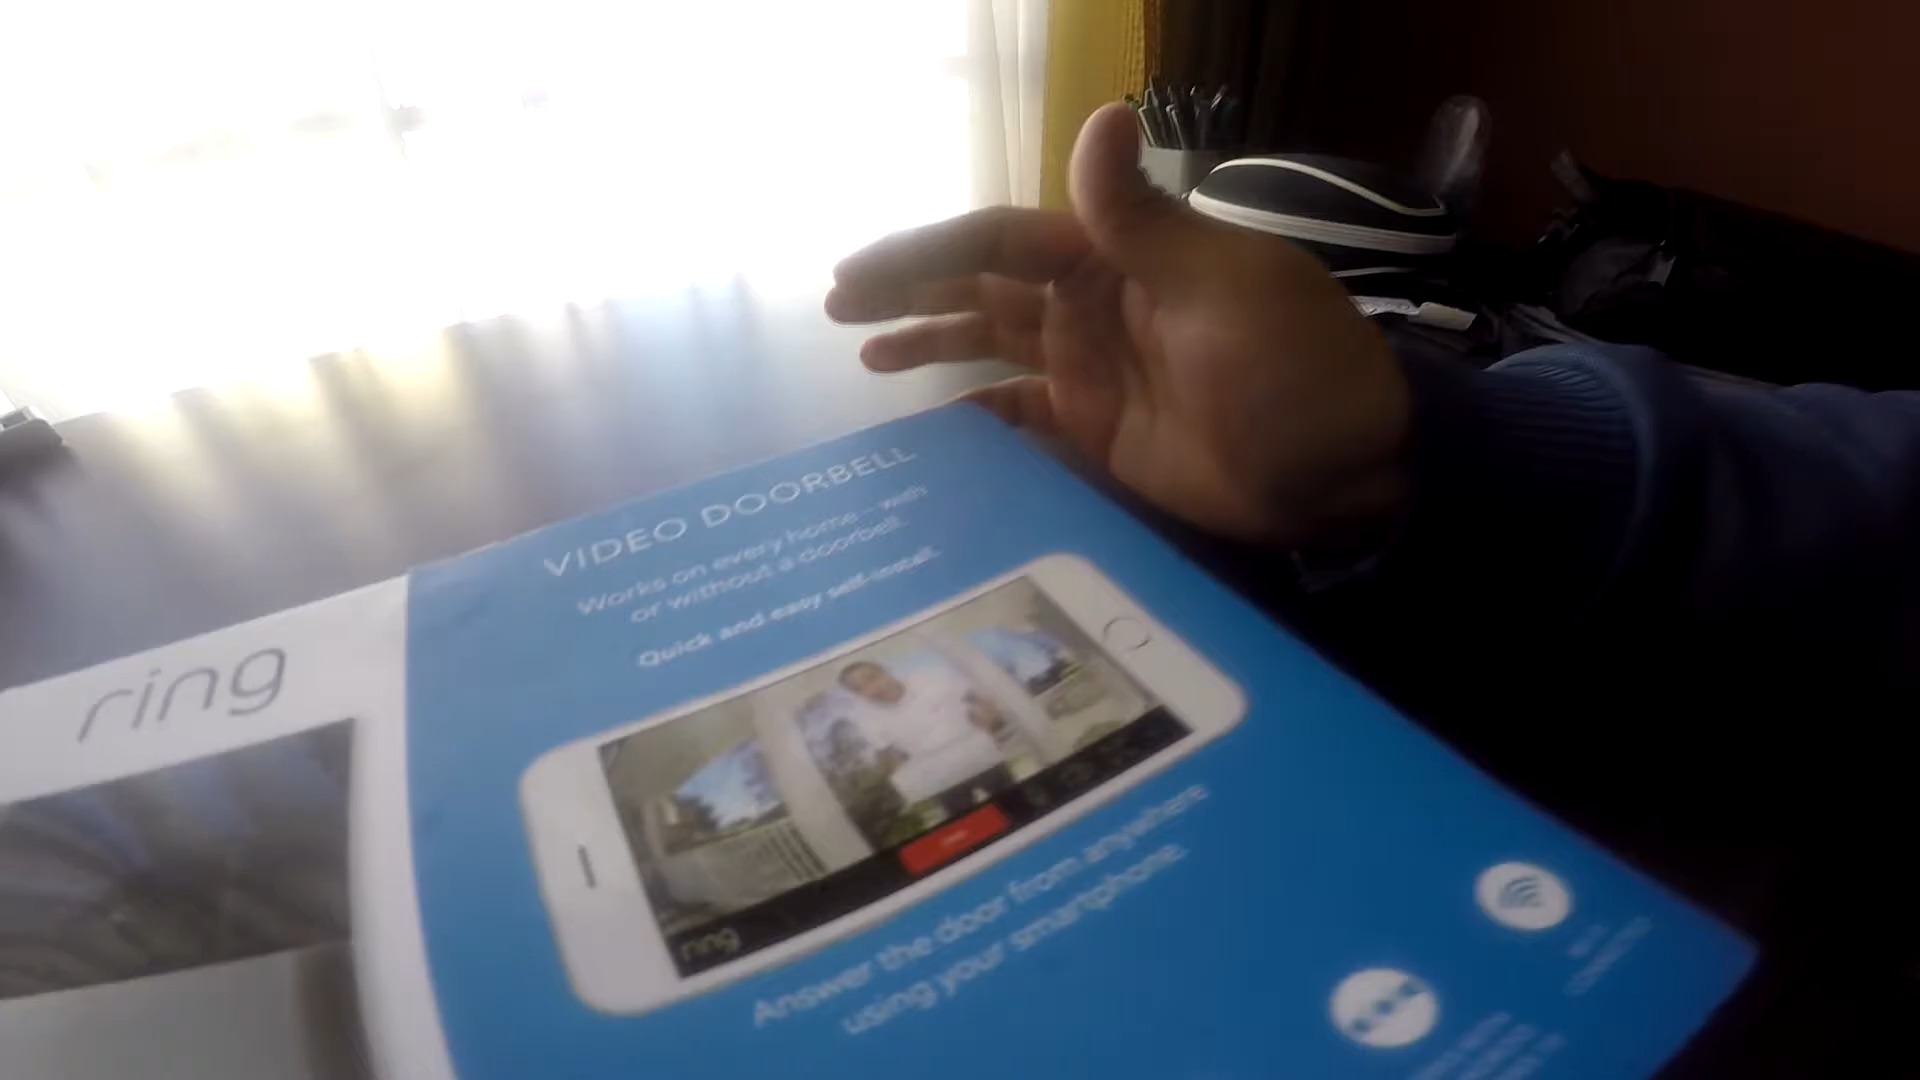 ring
VIDEO DOORBELL
Works on every home – with
or without a doorbell.
Quick and easy self-install.
ring
Answer the door from anywhere
using your smartphone.